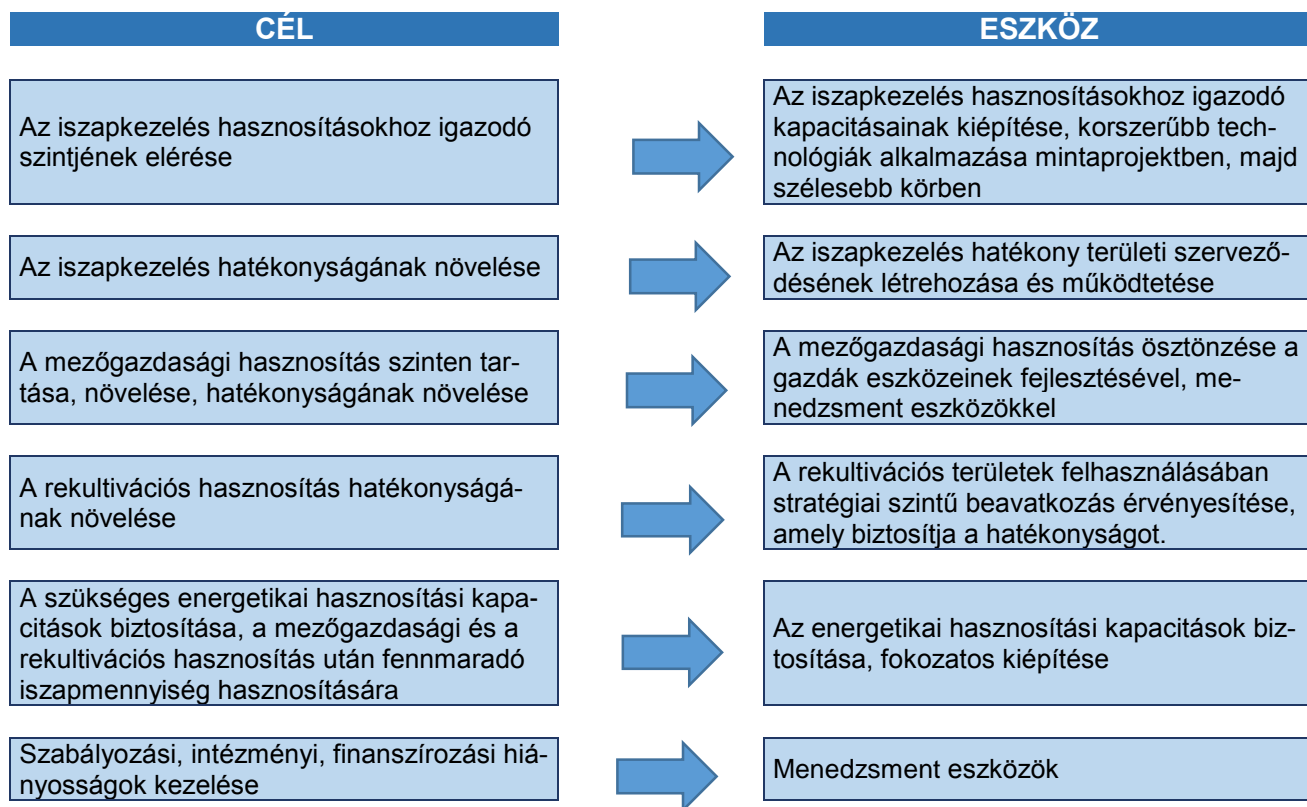 CÉL
ESZKÖZ
Az iszapkezelés hasznosításokhoz igazodó
szintjének elérése
Az iszapkezelés hasznosításokhoz igazodó
kapacitásainak kiépítése, korszerűbb tech-
nológiák alkalmazása mintaprojektben, majd
szélesebb körben
Az iszapkezelés hatékonyságának növelése
Az iszapkezelés hatékony területi szervező-
désének létrehozása és működtetése
A mezőgazdasági hasznosítás szinten tar-
tása, növelése, hatékonyságának növelése
A mezőgazdasági hasznosítás ösztönzése a
gazdák eszközeinek fejlesztésével, me-
nedzsment eszközökkel
A rekultivációs hasznosítás hatékonyságá-
nak növelése
A rekultivációs területek felhasználásában
stratégiai szintű beavatkozás érvényesítése,
amely biztosítja a hatékonyságot.
A szükséges energetikai hasznosítási kapa-
citások biztosítása, a mezőgazdasági és a
rekultivációs hasznosítás után fennmaradó
iszapmennyiség hasznosítására
Az energetikai hasznosítási kapacitások biz-
tosítása, fokozatos kiépítése
Szabályozási, intézményi, finanszírozási hiá-
nyosságok kezelése
Menedzsment eszközök